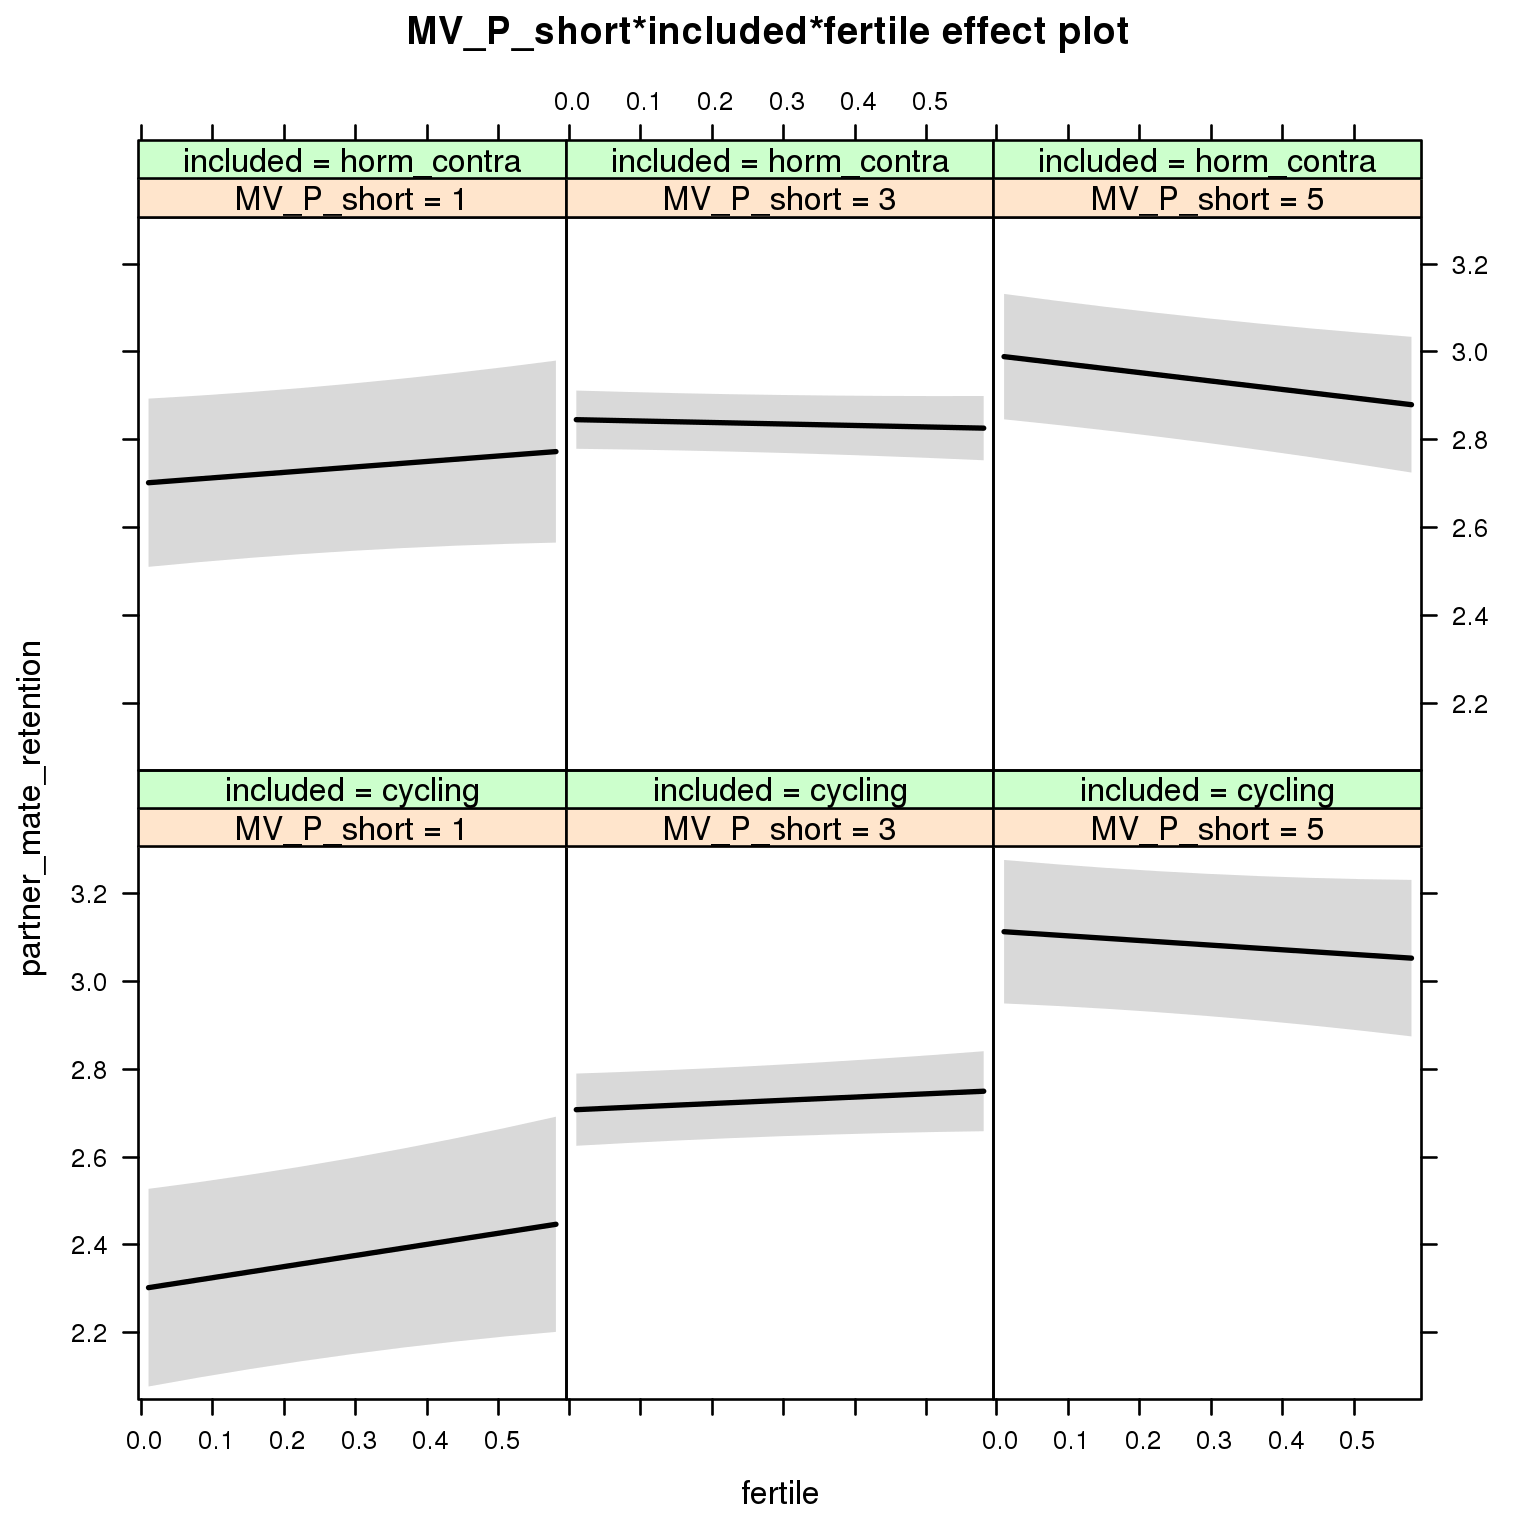 MV_P_short*included*fertile effect plot
0.0 0.1 0.2 0.3 0.4 0.5
included = horm_contra included = horm_contra included = horm_contra
MV_P_short = 1 MV_P_short = 3 MV_P_short = 5
3.2
3.0
2.8
2.6
2.4
2.2
partner_mate_retention
included = cycling included = cycling included = cycling
MV_P_short = 1 MV_P_short = 3 MV_P_short = 5
3.2
3.0
2.8
2.6
2.4
2.2
0.0 0.1 0.2 0.3 0.4 0.5 0.0 0.1 0.2 0.3 0.4 0.5
fertile